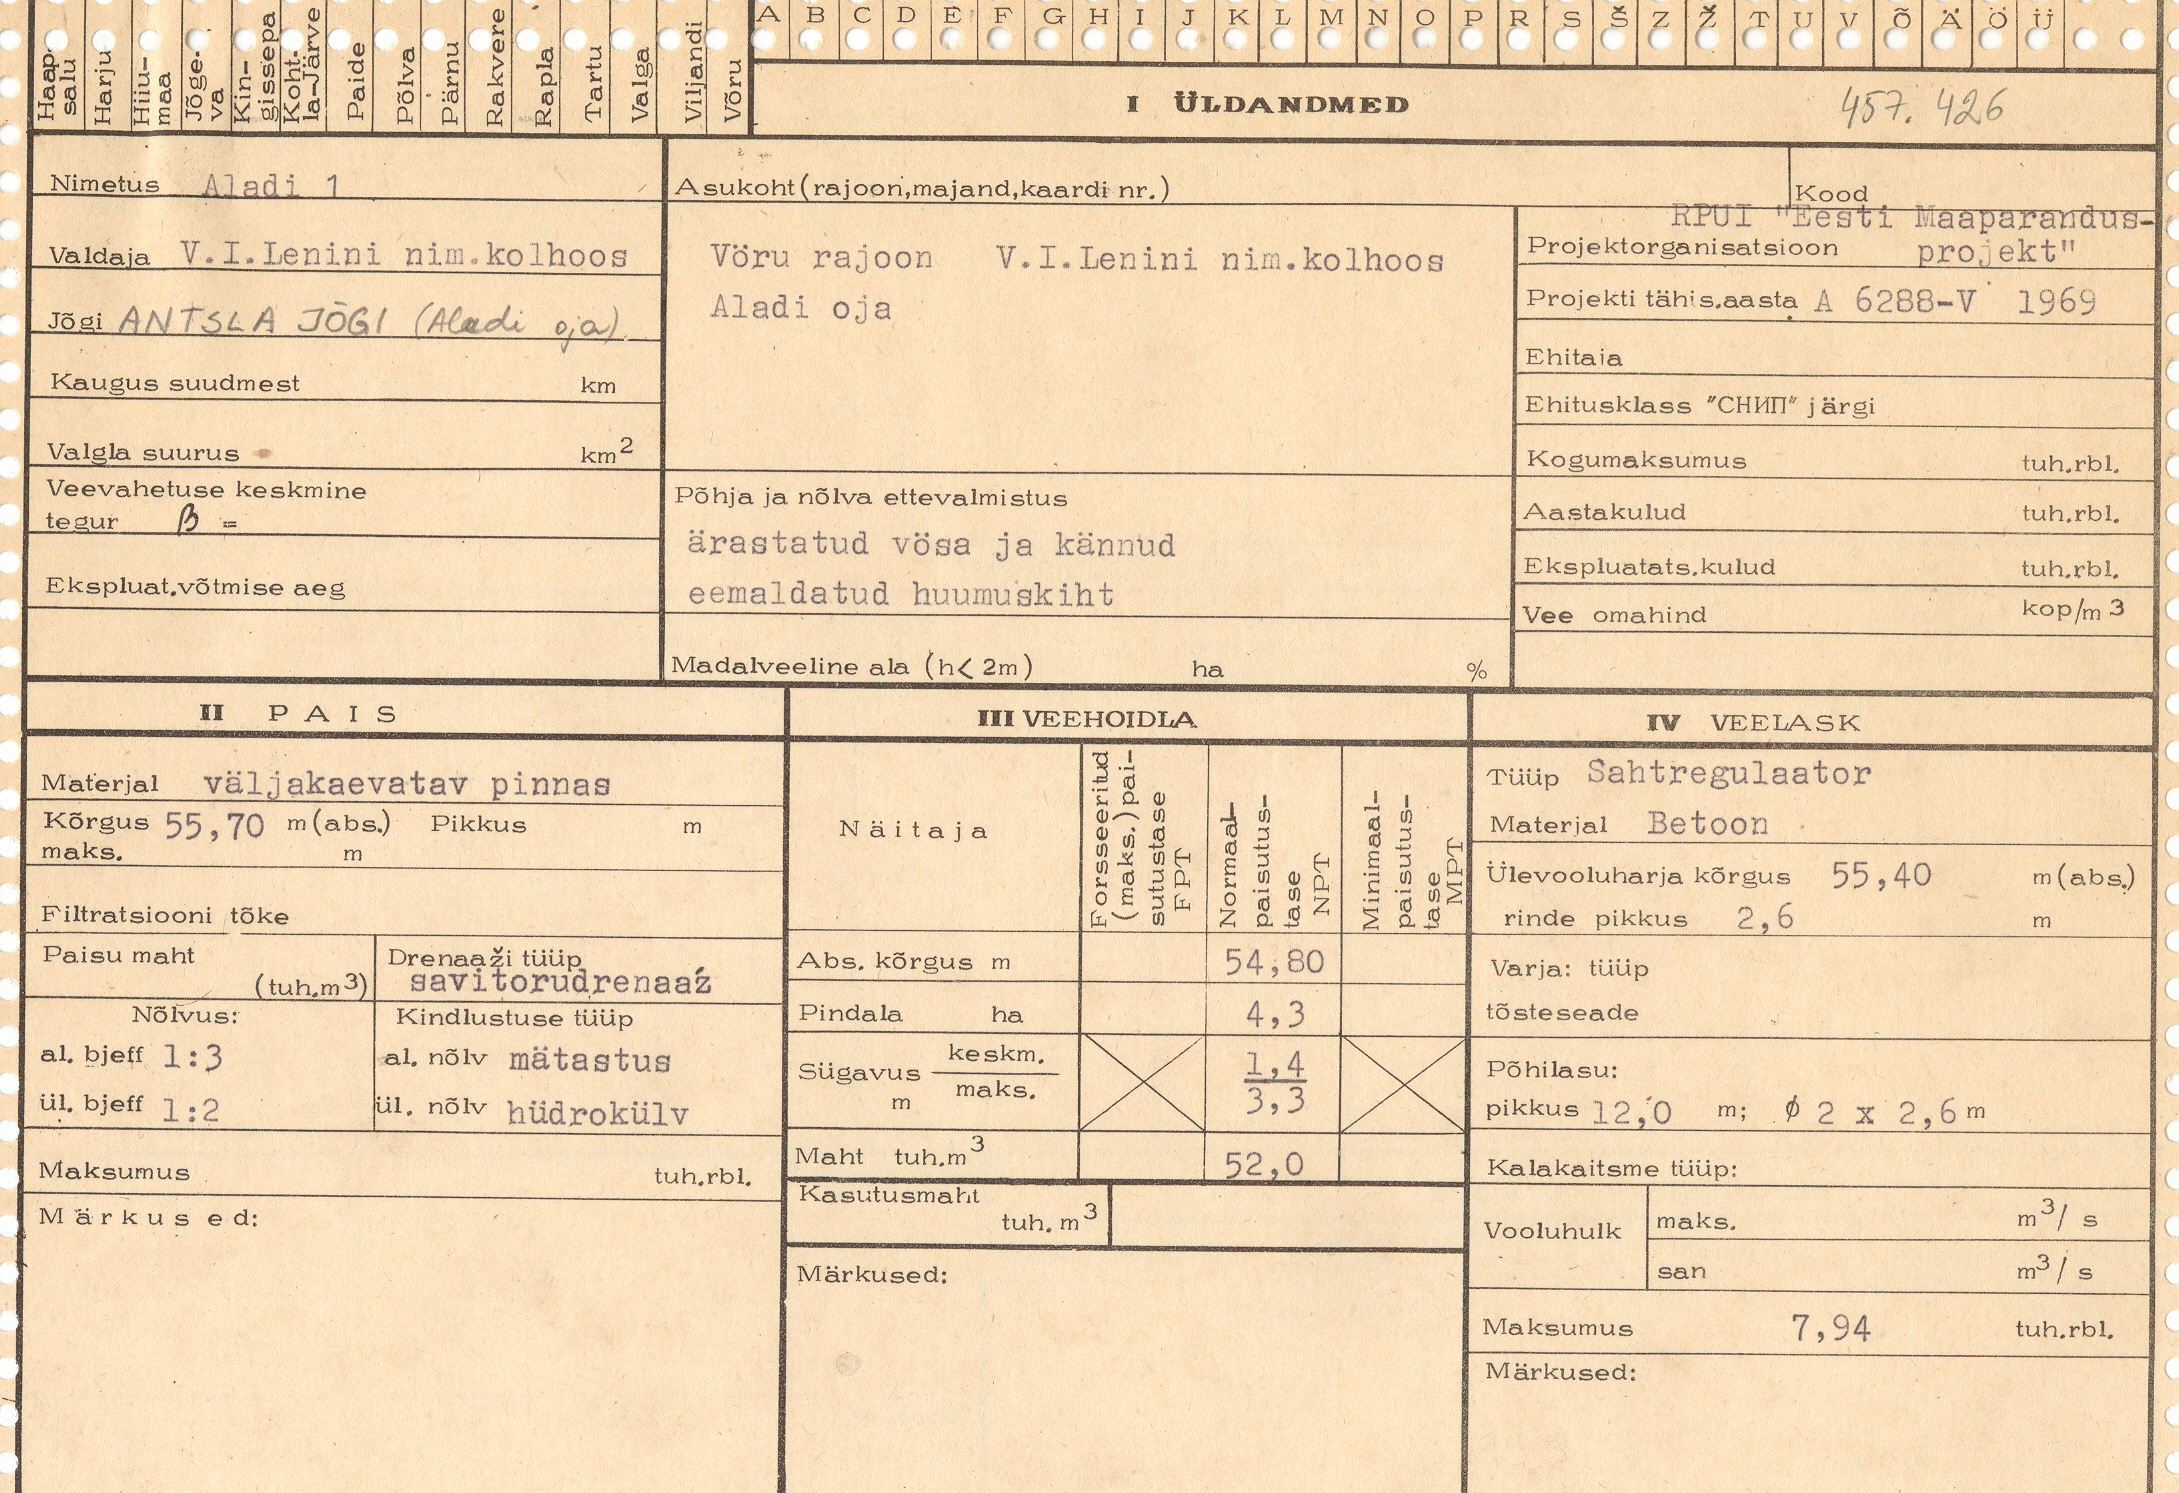 A B C D E F G H I J K L M N O P R S Š Z Ž T U V Õ Ä Ö Ü
Haap-
salu
Harju
Hiiu-
maa
Jõge-
va
Kin-
gissepa
Koht-
la-Järve
Paide
Põlva
Pärnu
Rakvere
Rapla
Tartu
Valga
Viljandi
Võru
I ÜLDANDMED
457. 426
Nimetus Aladi 1
Valdaja V.I.Lenini nim.kolhoos
Jõgi ANTSLA JÕGI (Aladi oja)
Kaugus suudmest km
Valgla suurus km2
Veevahetuse keskmine
tegur β =
Ekspluat.võtmise aeg
Asukoht(rajoon,majand,kaardi nr.)
Võru rajoon V.I.Lenini nim.kolhoos
Aladi oja
Põhja ja nõlva ettevalmistus
ärastatud võsa ja kännud
eemaldatud huumuskiht
Madalveeline ala (h< 2m) ha %
Kood
RPUI "Eesti Maaparandus-
Projektorganisatsioon projekt"
Projekti tähis.aasta A 6288-V 1969
Ehitaia
Ehitusklass "СНИП" järgi
Kogumaksumus tuh.rbl.
Aastakulud tuh.rbl.
Ekspluatats.kulud tuh.rbl.
Vee omahind kop/m3
II PAIS
Materjal väljakaevatav pinnas
Kõrgus 55,70 m(abs.) Pikkus m
maks. m
Filtratsiooni tõke
Paisu maht
(tuh.m3)
Drenaaži tüüp
savitorudrenaaź
Nõlvus:
al. bjeff 1:3
ül. bjeff 1:2
Kindlustuse tüüp
al. nõlv mätastus
ül. nõlv hüdrokülv
Maksumus tuh.rbl.
Märkused:
III VEEHOIDLA
Näitaja
Forsseeritud
(maks.)pai-
sutustase
FPT
Normaal-
paisutus-
tase
NPT
Minimaal-
paisutus-
tase
MPT
Abs. kõrgus m 54,80
Pindala ha 4,3
Sügavus keskm. 1,4
m maks. 3,3
Maht tuh.m3 52,0
Kasutusmaht
tuh. m3
Märkused:
IV VEELASK
Tüüp Sahtregulaator
Materjal Betoon
Ülevooluharja kõrgus 55,40 m(abs.)
rinde pikkus 2,6 m
Varja: tüüp
tõsteseade
Põhilasu:
pikkus 12,0 m; ø 2 x 2,6 m
Kalakaitsme tüüp:
Vooluhulk maks. m3/ s
san m3/ s
Maksumus 7,94 tuh.rbl.
Märkused: